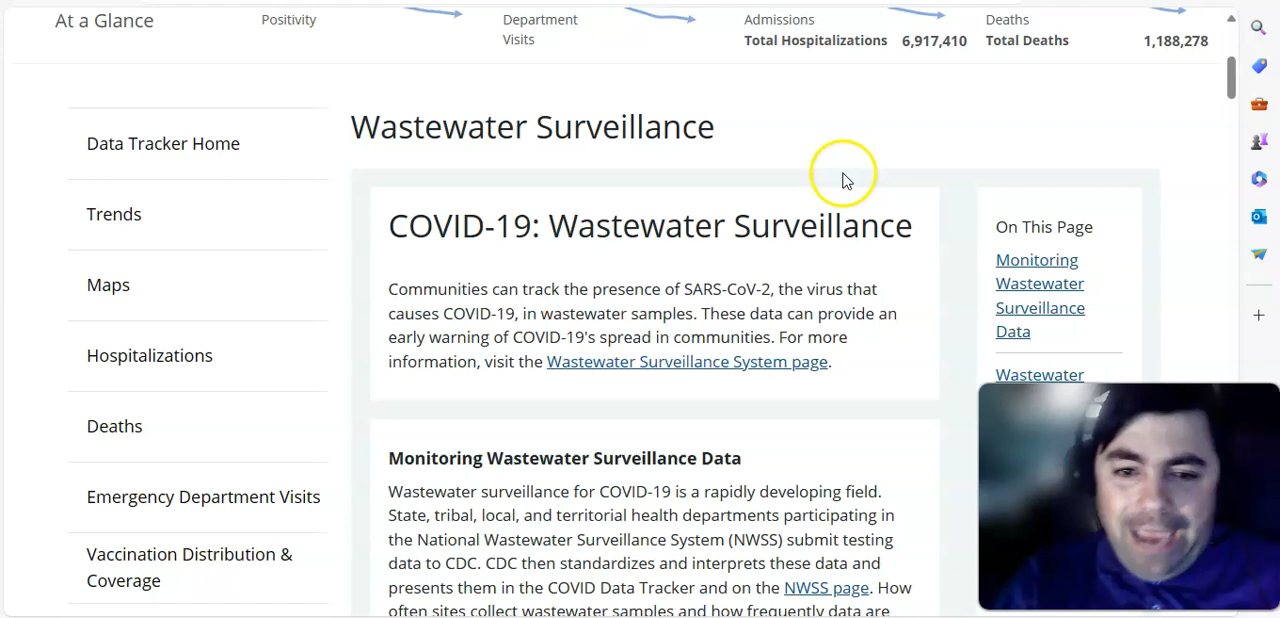 At a Glance
Positivity
Department
Visits
Admissions
Total Hospitalizations 6,917,410
Deaths
Total Deaths 1,188,278
Data Tracker Home
Trends
Maps
Hospitalizations
Deaths
Emergency Department Visits
Vaccination Distribution &
Coverage
Wastewater Surveillance
COVID-19: Wastewater Surveillance
Communities can track the presence of SARS-CoV-2, the virus that
causes COVID-19, in wastewater samples. These data can provide an
early warning of COVID-19's spread in communities. For more
information, visit the Wastewater Surveillance System page.
Monitoring Wastewater Surveillance Data
Wastewater surveillance for COVID-19 is a rapidly developing field.
State, tribal, local, and territorial health departments participating in
the National Wastewater Surveillance System (NWSS) submit testing
data to CDC. CDC then standardizes and interprets these data and
presents them in the COVID Data Tracker and on the NWSS page. How
often sites collect wastewater samples and how frequently data are
On This Page
Monitoring
Wastewater
Surveillance
Data
Wastewater